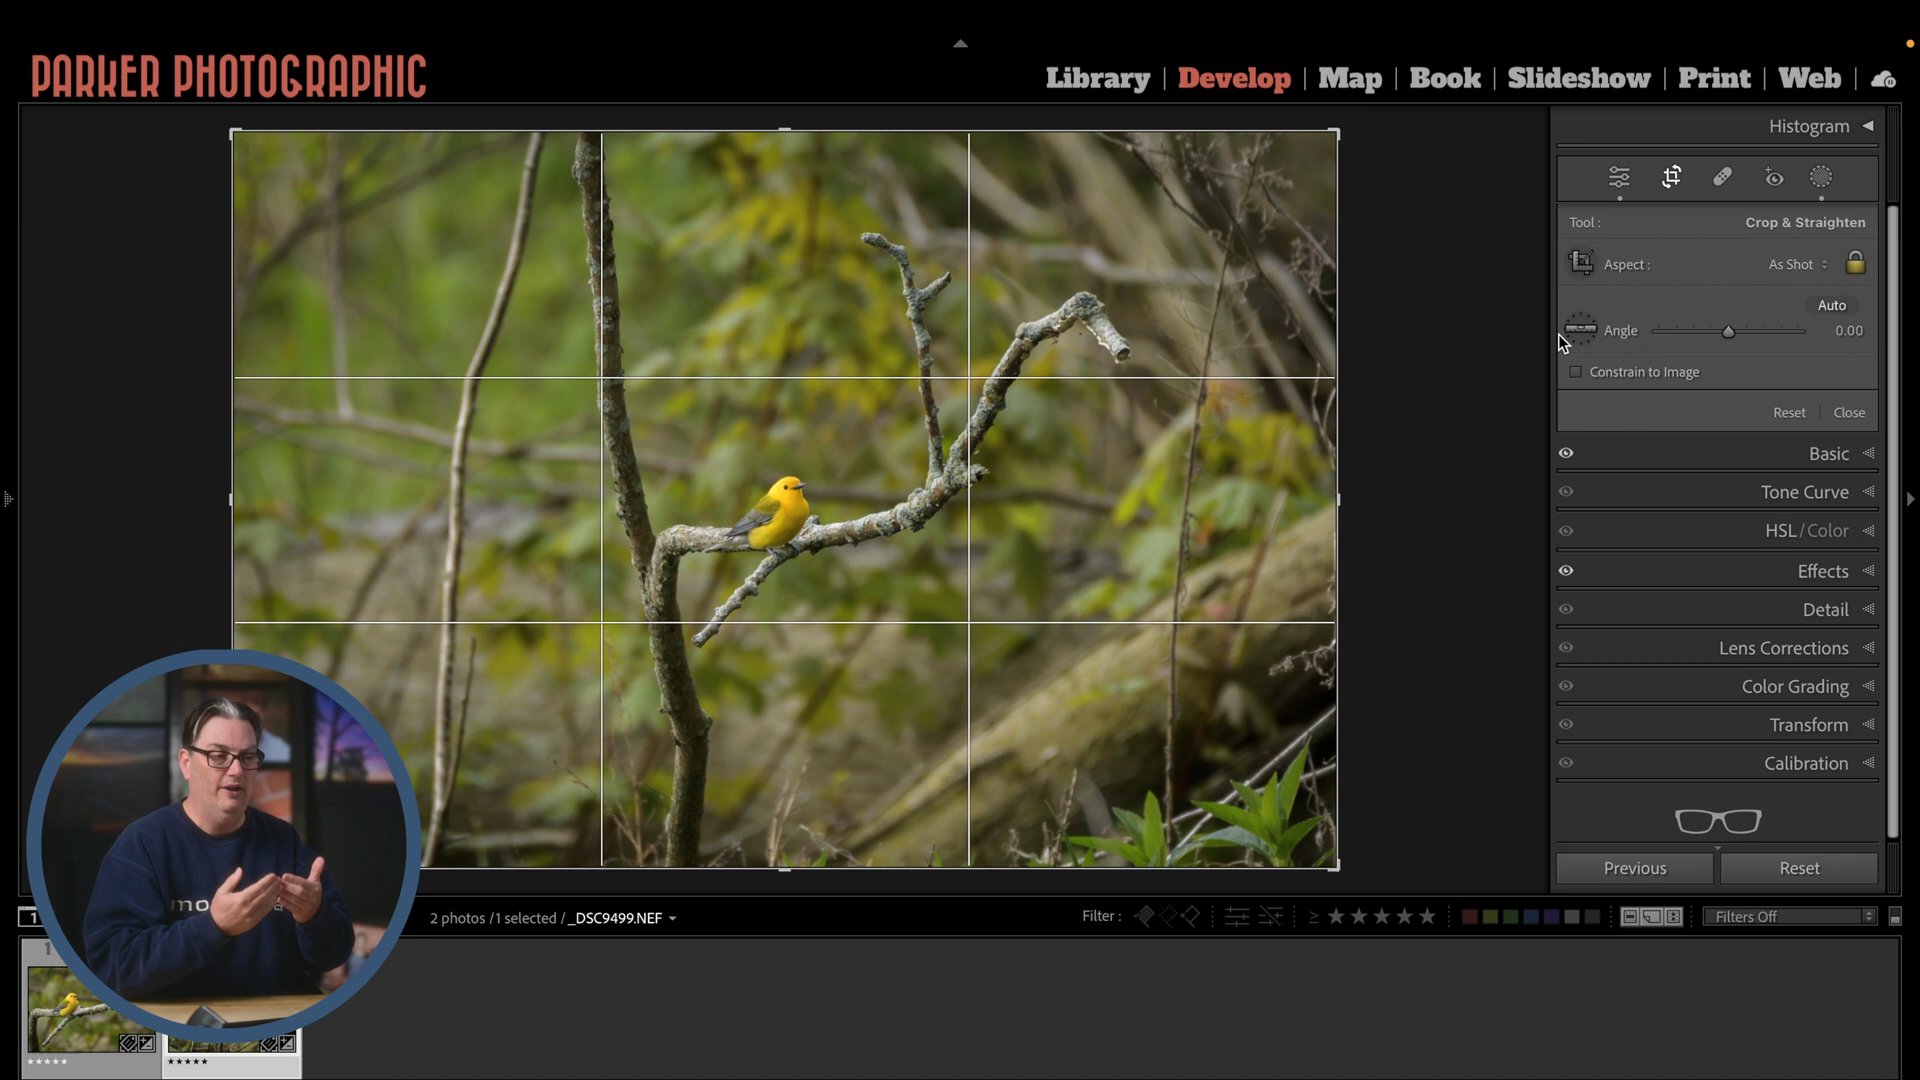 PARKER PHOTOGRAPHIC
Library | Develop | Map | Book | Slideshow | Print | Web |
Histogram
Tool : Crop & Straighten
Aspect : As Shot
Auto
Angle 0.00
Constrain to Image
Reset | Close
Basic
Tone Curve
HSL / Color
Effects
Detail
Lens Corrections
Color Grading
Transform
Calibration
Previous Reset
1 2 photos / 1 selected / _DSC9499.NEF Filter : ≥ ★★★★★ Filters Off
1
★★★★★ ★★★★★